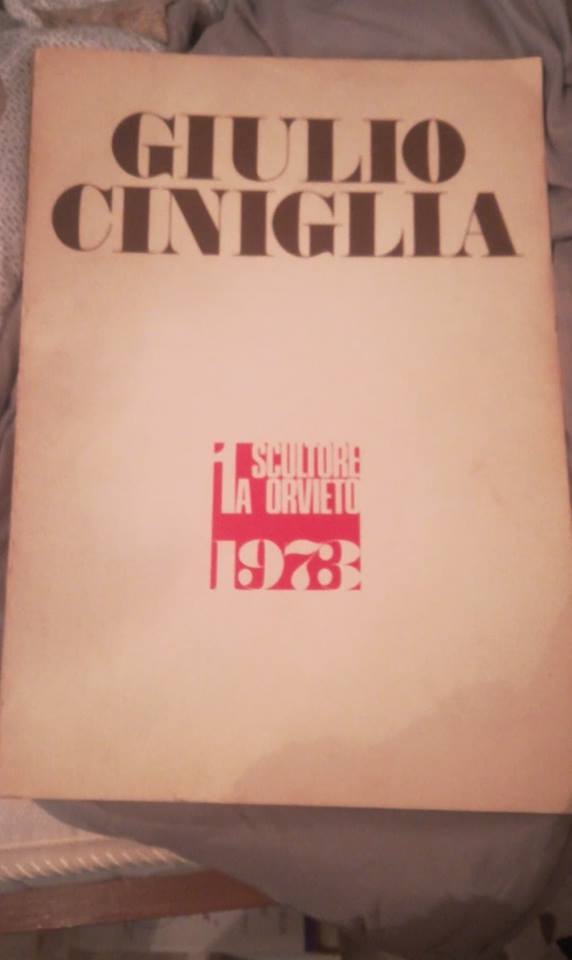 GIULIO
CINIGLIA
1 SCULTORE
A ORVIETO
1973